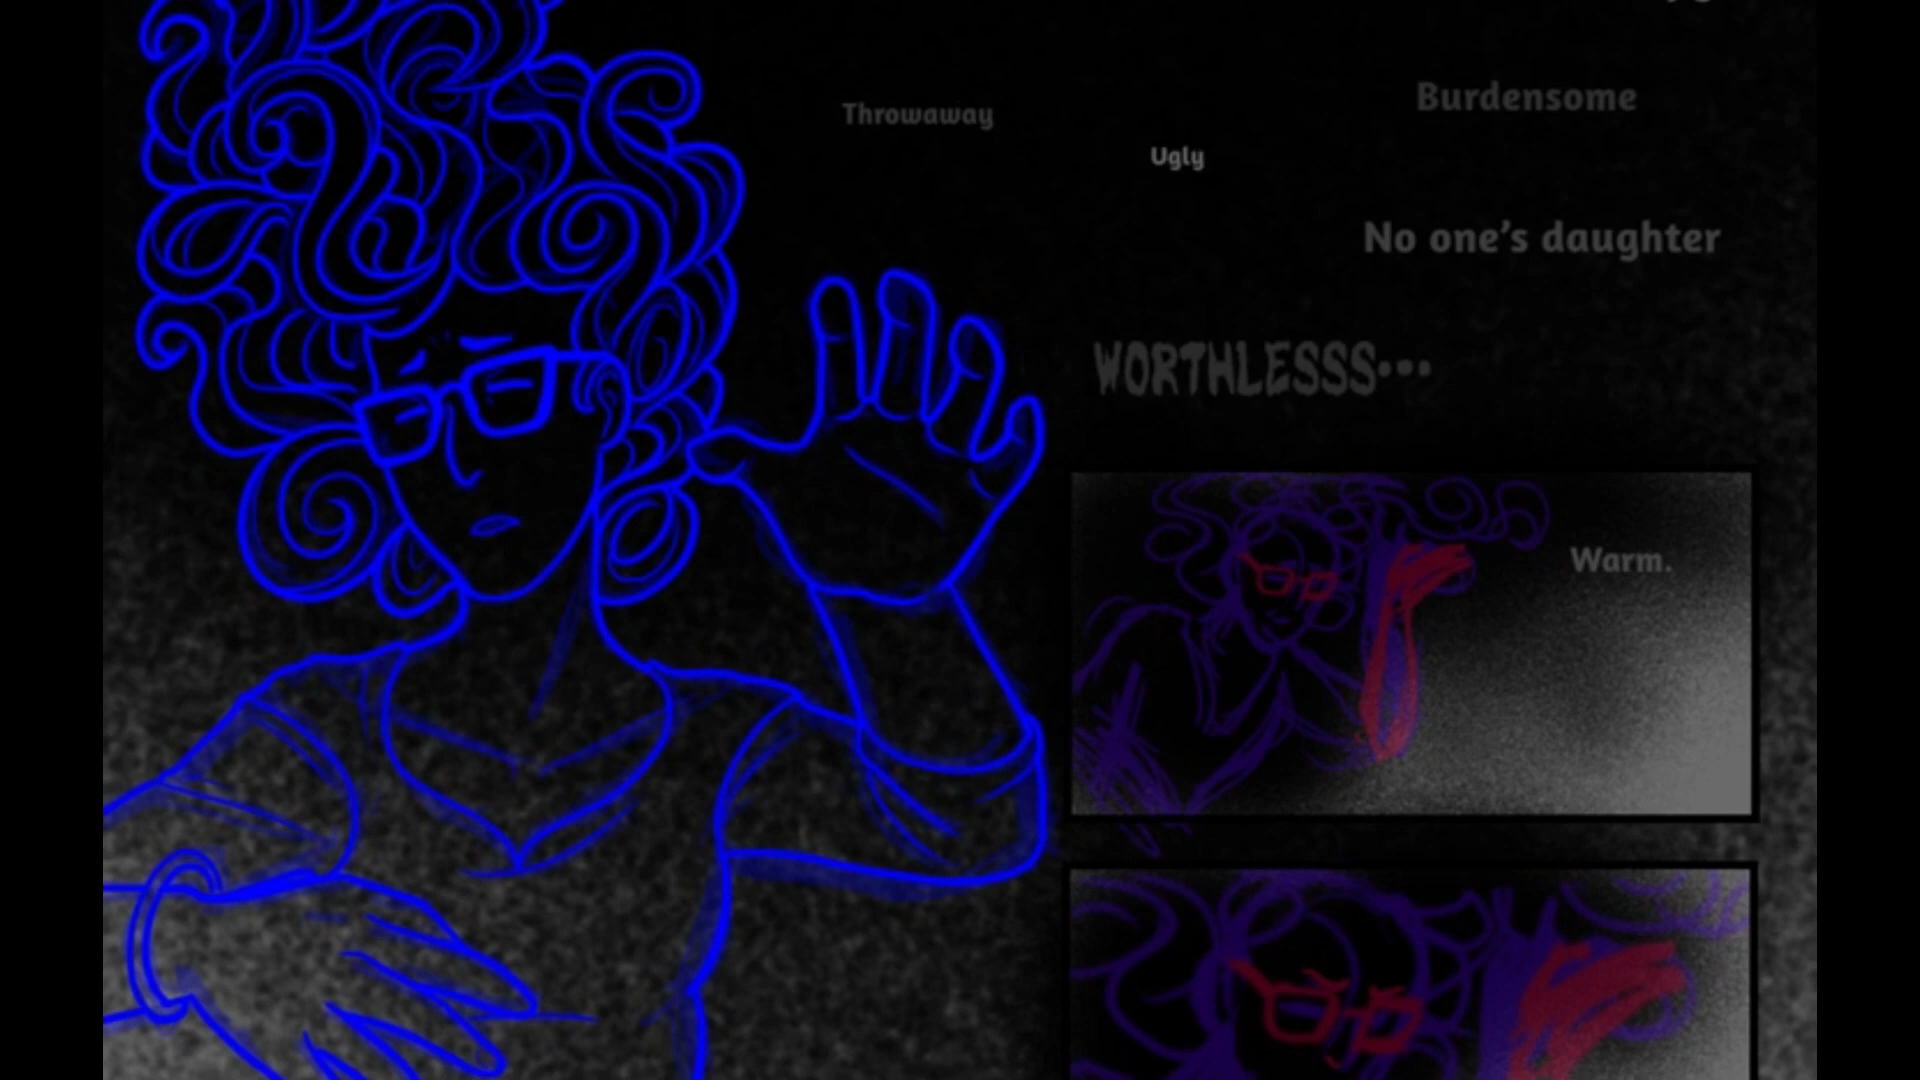 Throwaway
Burdensome
Ugly
No one's daughter
WORTHLESSS...
Warm.